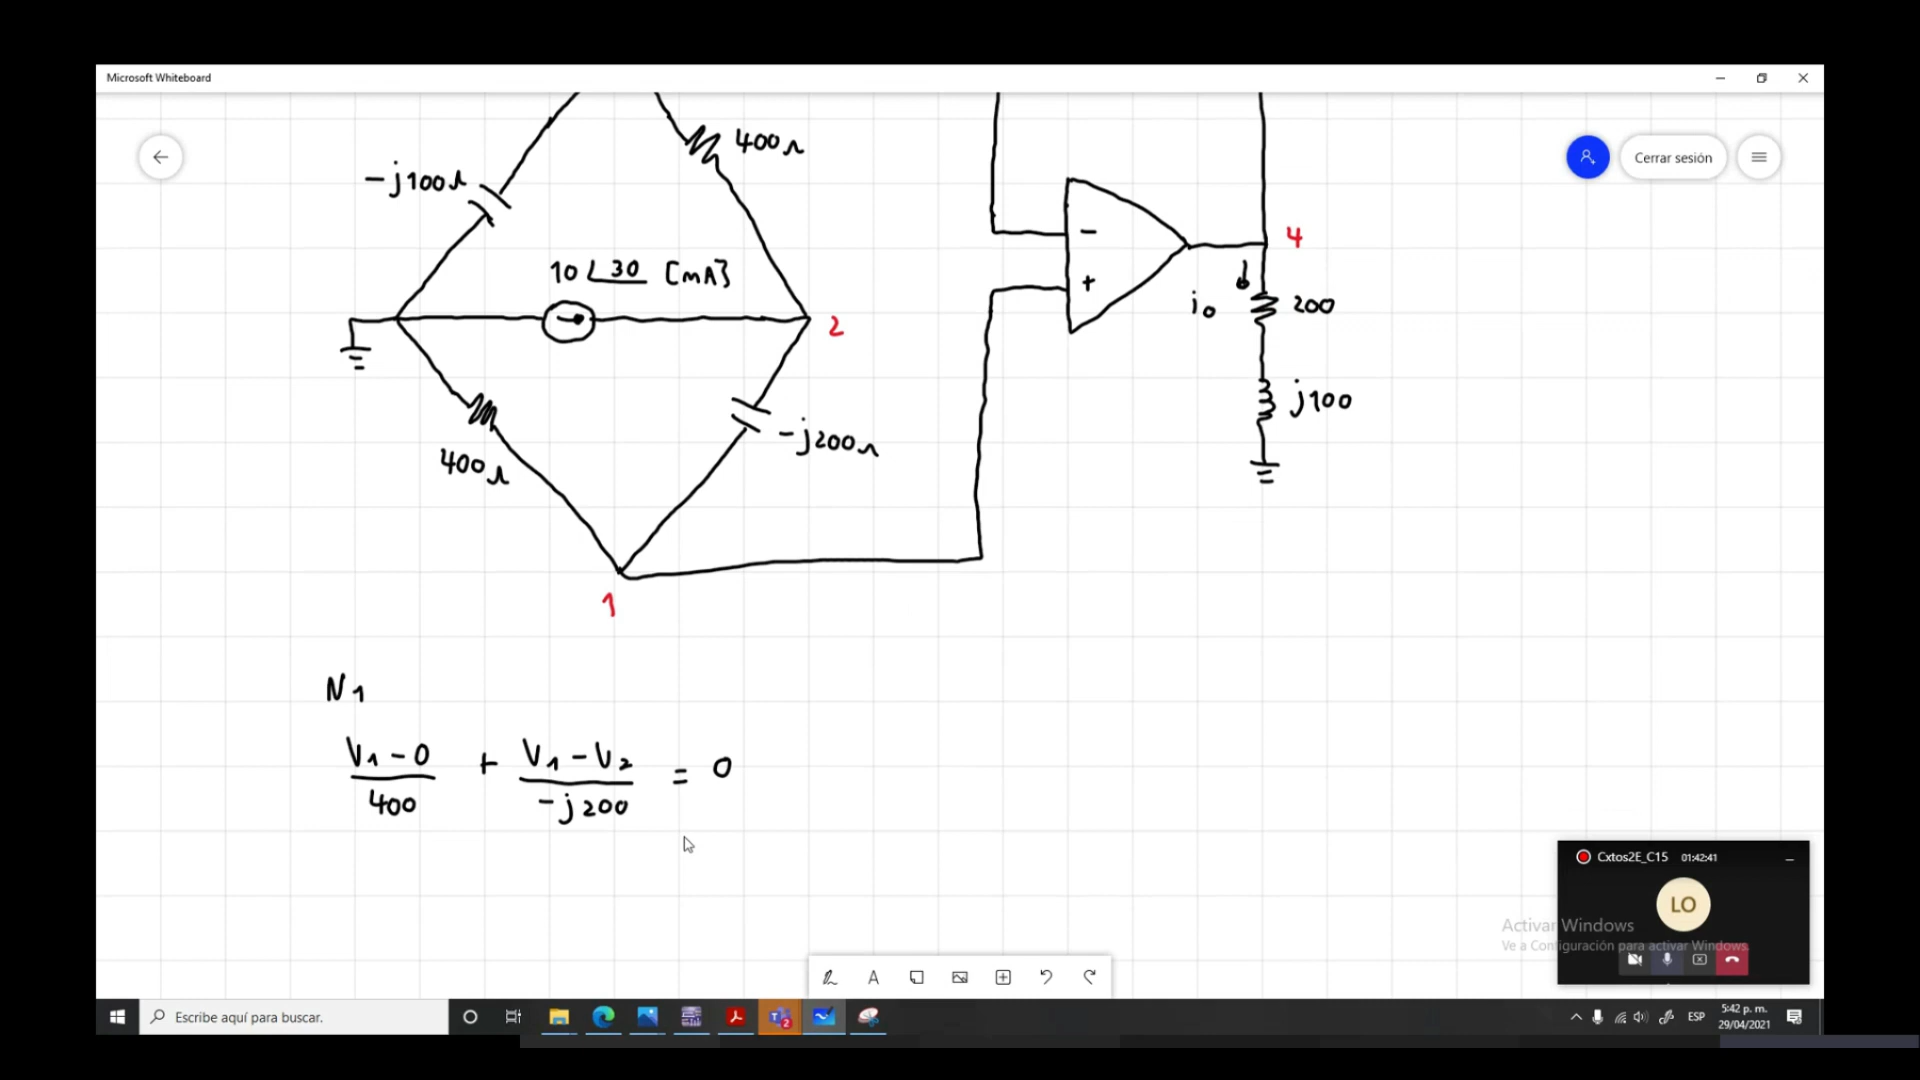 Microsoft Whiteboard
400Ω
-j100Ω
Cerrar sesión
10∠30 [mA]
-
4
+
i₀
200
2
j100
-j200Ω
400Ω
1
N1
(V₁ - 0)/400 + (V₁ - V₂)/(-j200) = 0
Cxtos2E_C15 01:42:41
LO
Activar Windows
Ve a Configuración para activar Windows.
A
Escribe aquí para buscar.
2
ESP
5:42 p. m.
29/04/2021